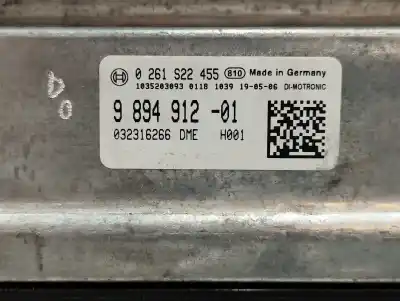 0 261 S22 455 810 Made in Germany
1035203093 0118 1039 19-05-06 DI-MOTRONIC
9 894 912 -01
032316266 DME H001